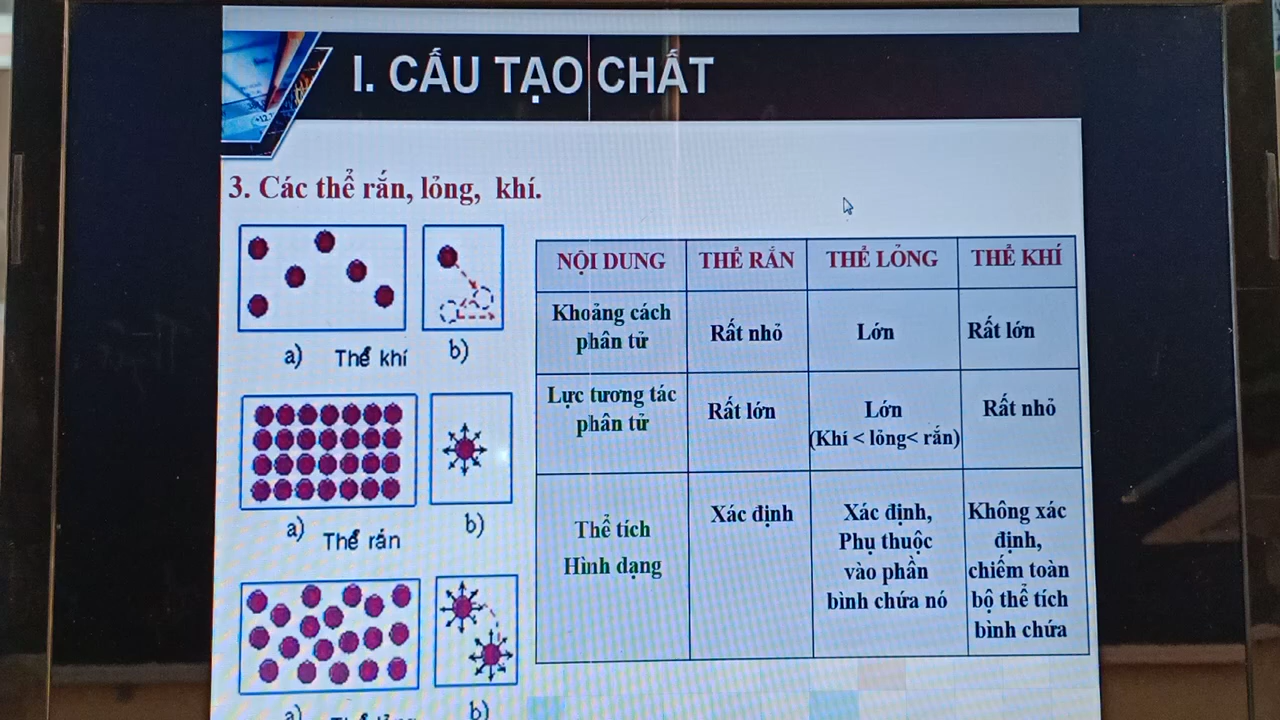 I. CẤU TẠO CHẤT
3. Các thể rắn, lỏng, khí.
a) Thể khí b)
a) Thể rắn b)
a) b)
NỘI DUNG THỂ RẮN THỂ LỎNG THỂ KHÍ
Khoảng cách
phân tử
Rất nhỏ
Lớn
Rất lớn
Lực tương tác
phân tử
Rất lớn
Lớn
(Khí < lỏng< rắn)
Rất nhỏ
Thể tích
Hình dạng
Xác định
Xác định,
Phụ thuộc
vào phần
bình chứa nó
Không xác
định,
chiếm toàn
bộ thể tích
bình chứa